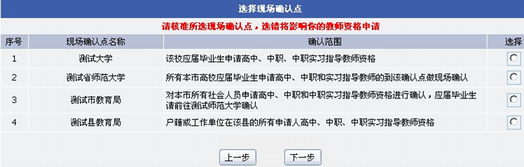 选择现场确认点
请核准所选现场确认点，选错将影响你的教师资格申请
序号 现场确认点名称 确认范围 选择
1 测试大学 该校应届毕业生申请高中、中职、中职实习指导教师资格
2 测试省师范大学 所有本市高校应届毕业生申请高中、中职、中职实习指导教师的到该确认点做现场确认
3 测试市教育局 对本市所有社会人员申请高中、中职和中职实习指导教师资格进行确认，应届毕业生
请前往测试师范大学确认
4 测试县教育局 户籍或工作单位在该县的所有申请人高中、中职、中职实习指导教师资格
上一步 下一步